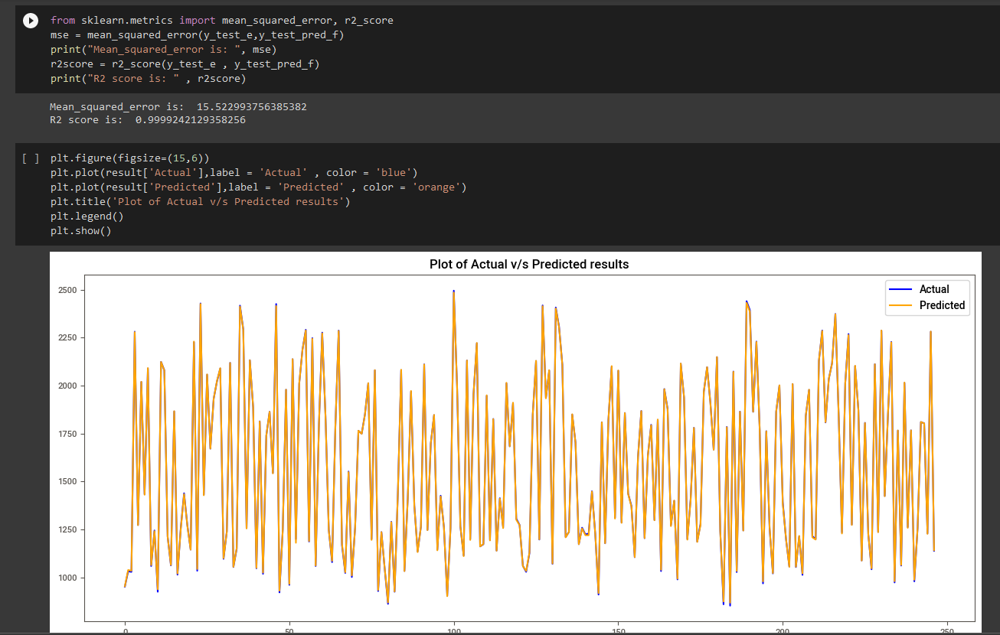 from sklearn.metrics import mean_squared_error, r2_score
mse = mean_squared_error(y_test_e,y_test_pred_f)
print("Mean_squared_error is: ", mse)
r2score = r2_score(y_test_e , y_test_pred_f)
print("R2 score is: " , r2score)
Mean_squared_error is:  15.522993756385382
R2 score is:  0.9999242129358256
[ ] plt.figure(figsize=(15,6))
plt.plot(result['Actual'],label = 'Actual' , color = 'blue')
plt.plot(result['Predicted'],label = 'Predicted' , color = 'orange')
plt.title('Plot of Actual v/s Predicted results')
plt.legend()
plt.show()
Plot of Actual v/s Predicted results
Actual
Predicted
2500
2250
2000
1750
1500
1250
1000
0 50 100 150 200 250